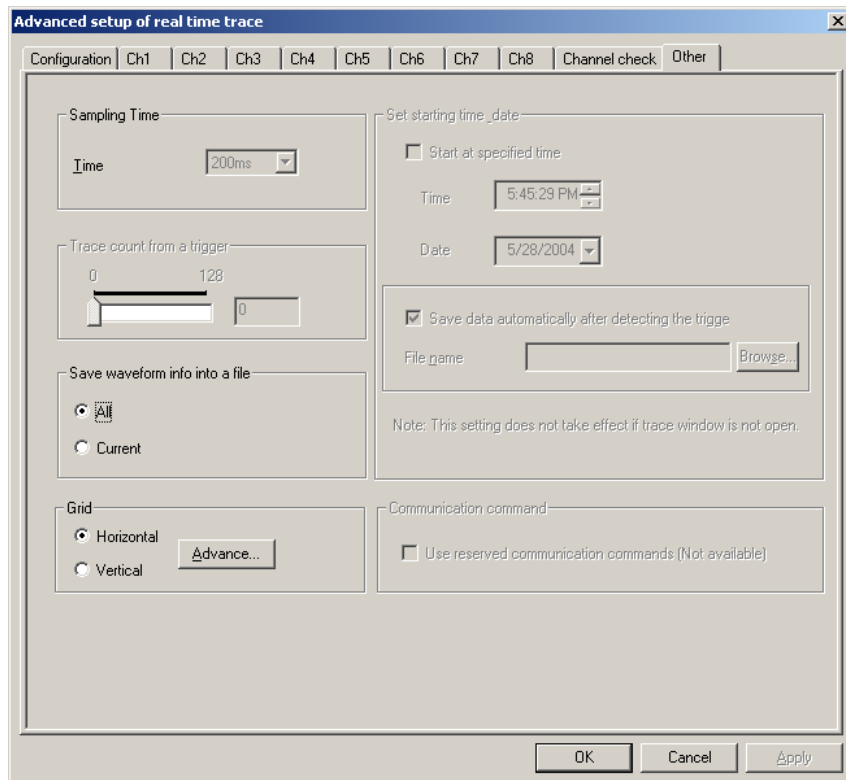 Advanced setup of real time trace
Configuration Ch1 Ch2 Ch3 Ch4 Ch5 Ch6 Ch7 Ch8 Channel check Other
Sampling Time
Time 200ms
Trace count from a trigger
0 128
0
Save waveform info into a file
All
Current
Grid
Horizontal
Vertical
Advance...
Set starting time_date
Start at specified time
Time 5:45:29 PM
Date 5/28/2004
Save data automatically after detecting the trigge
File name Browse...
Note: This setting does not take effect if trace window is not open.
Communication command
Use reserved communication commands (Not available)
OK Cancel Apply